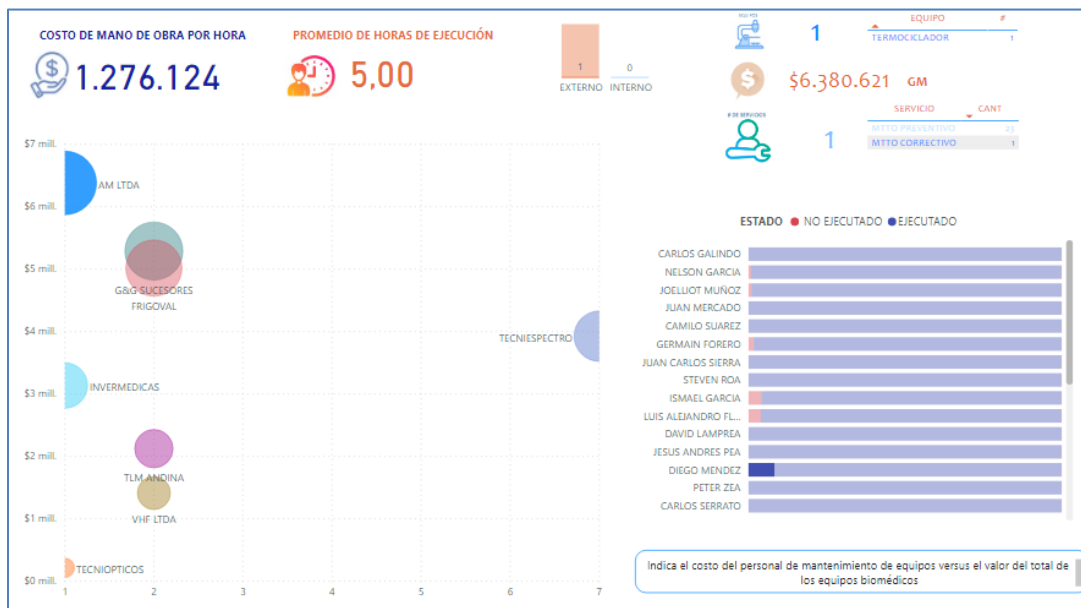 COSTO DE MANO DE OBRA POR HORA
1.276.124
PROMEDIO DE HORAS DE EJECUCIÓN
5,00
1
0
EXTERNO INTERNO
1
EQUIPO #
TERMOCICLADOR 1
$6.380.621 GM
# DE SERVICIOS
1
SERVICIO CANT
MTTO PREVENTIVO 23
MTTO CORRECTIVO 1
$7 mill.
$6 mill.
$5 mill.
$4 mill.
$3 mill.
$2 mill.
$1 mill.
$0 mill.
1 2 3 4 5 6 7
AM LTDA
G&G SUCESORES
FRIGOVAL
TECNIESPECTRO
INVERMEDICAS
TLM ANDINA
VHF LTDA
TECNIOPTICOS
ESTADO NO EJECUTADO EJECUTADO
CARLOS GALINDO
NELSON GARCIA
JOELLIOT MUÑOZ
JUAN MERCADO
CAMILO SUAREZ
GERMAIN FORERO
JUAN CARLOS SIERRA
STEVEN ROA
ISMAEL GARCIA
LUIS ALEJANDRO FL...
DAVID LAMPREA
JESUS ANDRES PEA
DIEGO MENDEZ
PETER ZEA
CARLOS SERRATO
Indica el costo del personal de mantenimiento de equipos versus el valor del total de
los equipos biomédicos